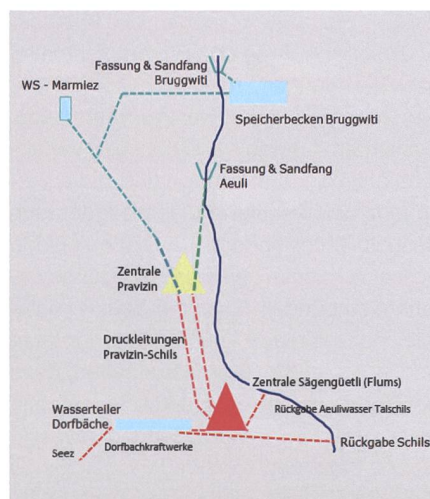 Fassung & Sandfang
Bruggwiti
WS - Marmlez
Speicherbecken Bruggwiti
Fassung & Sandfang
Aeuli
Zentrale
Pravizin
Druckleitungen
Pravizin-Schils
Zentrale Sägengüetli (Flums)
Rückgabe Aeuliwasser Talschils
Wasserteiler
Dorfbäche,
Rückgabe Schils
Seez
Dorfbachkraftwerke